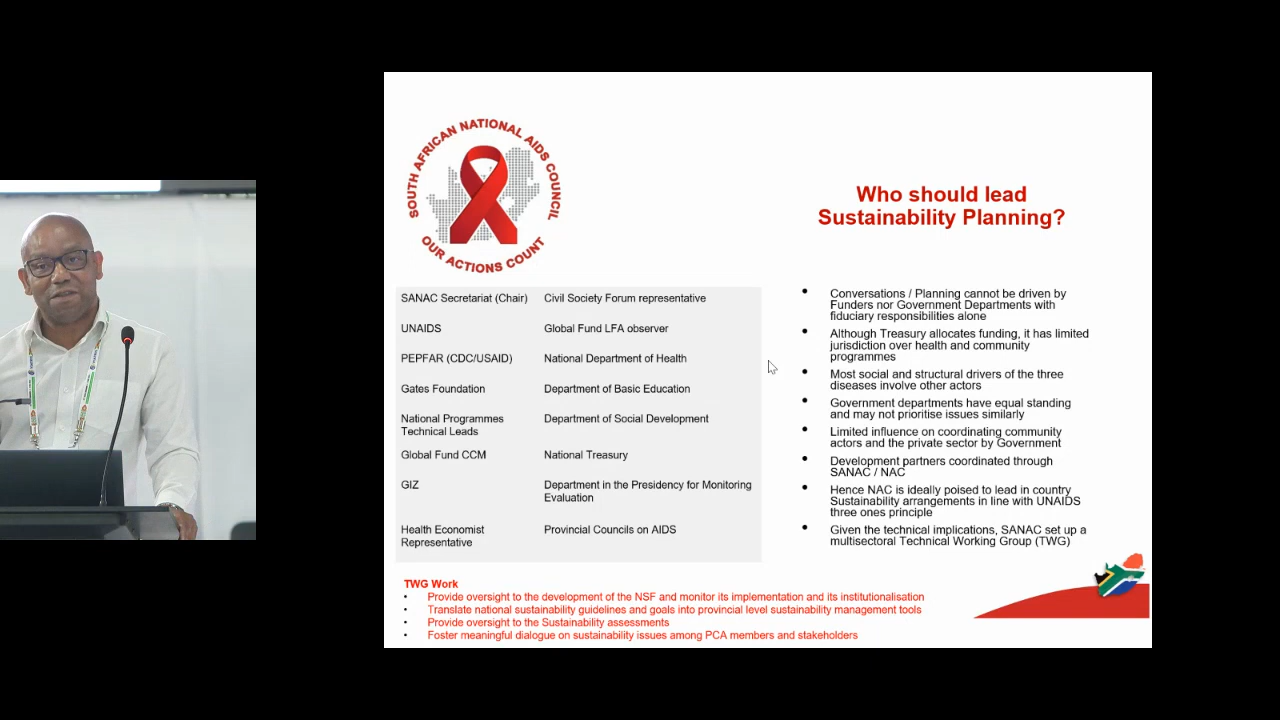 SOUTH AFRICAN NATIONAL AIDS COUNCIL
OUR ACTIONS COUNT
Who should lead
Sustainability Planning?
SANAC Secretariat (Chair) Civil Society Forum representative
UNAIDS Global Fund LFA observer
PEPFAR (CDC/USAID) National Department of Health
Gates Foundation Department of Basic Education
National Programmes Department of Social Development
Technical Leads
Global Fund CCM National Treasury
GIZ Department in the Presidency for Monitoring
Evaluation
Health Economist Provincial Councils on AIDS
Representative
• Conversations / Planning cannot be driven by
Funders nor Government Departments with
fiduciary responsibilities alone
• Although Treasury allocates funding, it has limited
jurisdiction over health and community
programmes
• Most social and structural drivers of the three
diseases involve other actors
• Government departments have equal standing
and may not prioritise issues similarly
• Limited influence on coordinating community
actors and the private sector by Government
• Development partners coordinated through
SANAC / NAC
• Hence NAC is ideally poised to lead in country
Sustainability arrangements in line with UNAIDS
three ones principle
• Given the technical implications, SANAC set up a
multisectoral Technical Working Group (TWG)
TWG Work
• Provide oversight to the development of the NSF and monitor its implementation and its institutionalisation
• Translate national sustainability guidelines and goals into provincial level sustainability management tools
• Provide oversight to the Sustainability assessments
• Foster meaningful dialogue on sustainability issues among PCA members and stakeholders